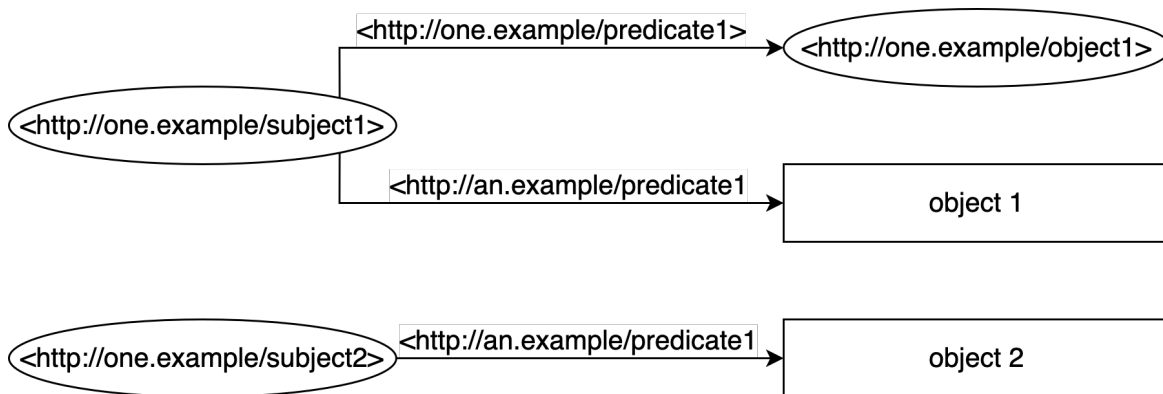 <http://one.example/predicate1>
<http://one.example/object1>
<http://one.example/subject1>
<http://an.example/predicate1
object 1
<http://one.example/subject2>
<http://an.example/predicate1
object 2